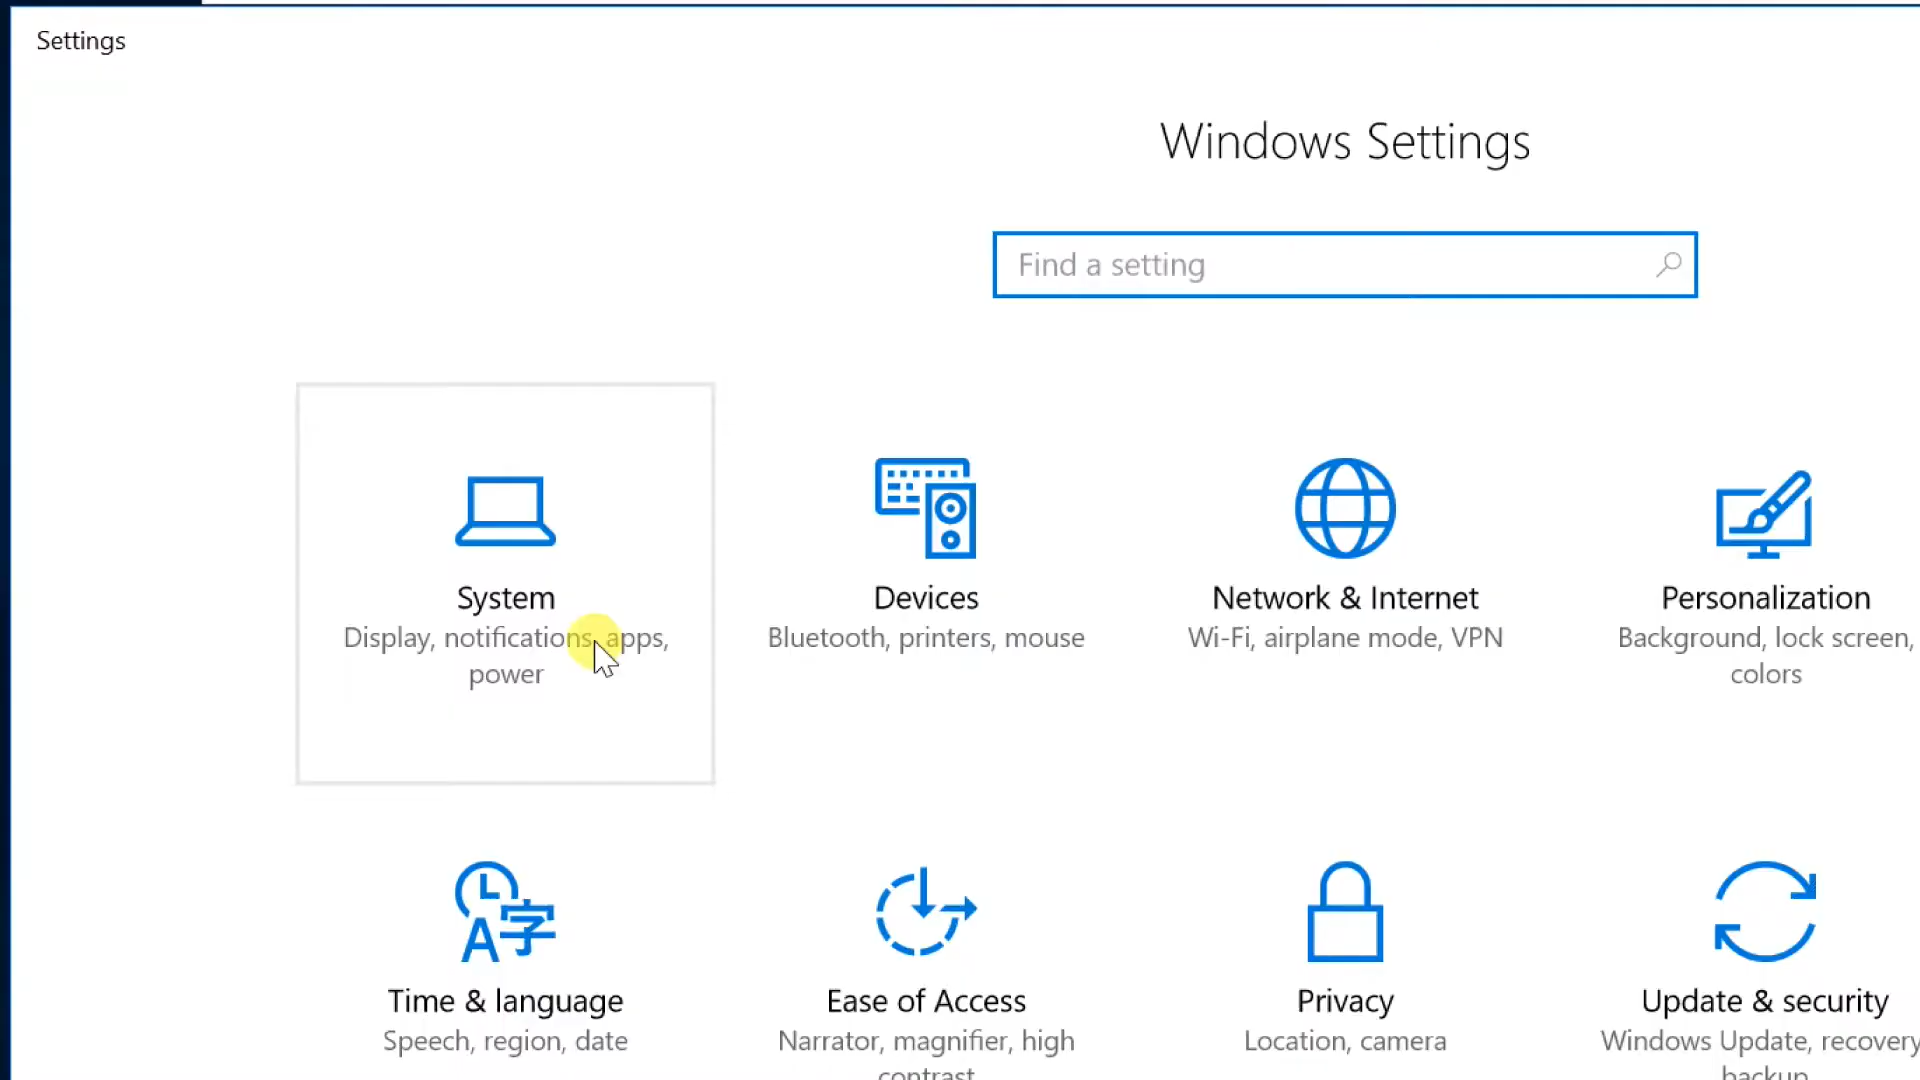 Settings
Windows Settings
Find a setting
System
Display, notifications, apps,
power
Devices
Bluetooth, printers, mouse
Network & Internet
Wi-Fi, airplane mode, VPN
Personalization
Background, lock screen,
colors
Time & language
Speech, region, date
Ease of Access
Narrator, magnifier, high
contrast
Privacy
Location, camera
Update & security
Windows Update, recovery
backup